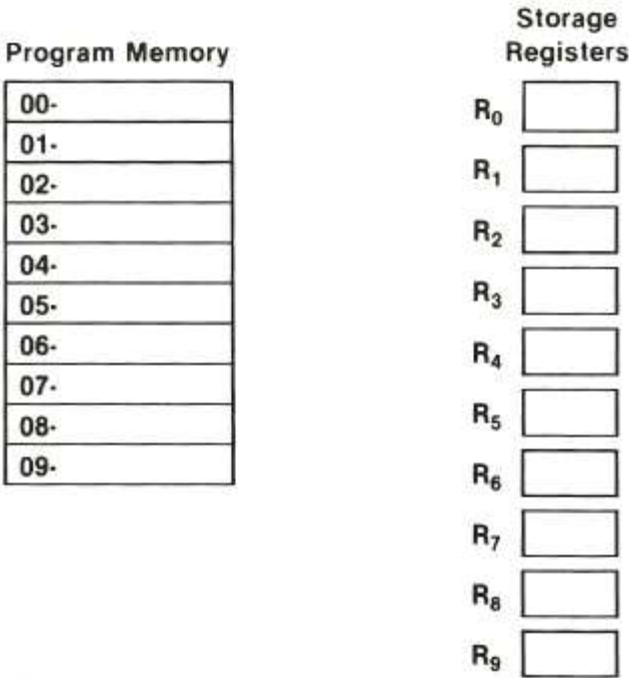 Program Memory
00-
01-
02-
03-
04-
05-
06-
07-
08-
09-
Storage
Registers
R₀
R₁
R₂
R₃
R₄
R₅
R₆
R₇
R₈
R₉